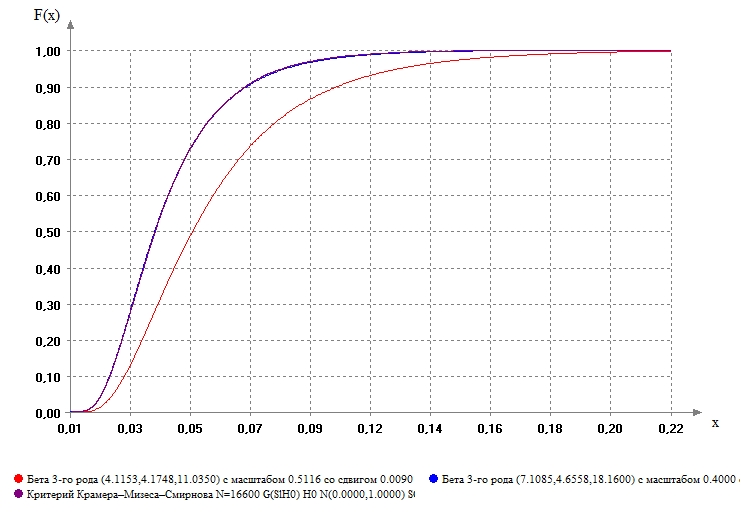 F(x)
1,00
0,90
0,80
0,70
0,60
0,50
0,40
0,30
0,20
0,10
0,00
0,01 0,03 0,05 0,07 0,09 0,12 0,14 0,16 0,18 0,20 0,22 x
Бета 3-го рода (4.1153,4.1748,11.0350) с масштабом 0.5116 со сдвигом 0.0090 Бета 3-го рода (7.1085,4.6558,18.1600) с масштабом 0.4000
Критерий Крамера–Мизеса–Смирнова N=16600 G(S|H0) H0 N(0.0000,1.0000)